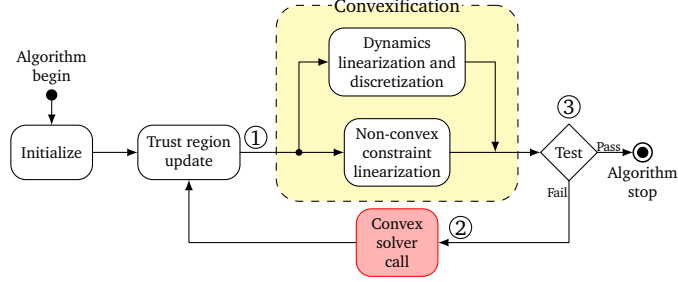 Convexification
Algorithm
begin
Dynamics
linearization and
discretization
Initialize
Trust region
update
①
Non-convex
constraint
linearization
③
Test
Pass
Fail
Algorithm
stop
Convex
solver
call
②